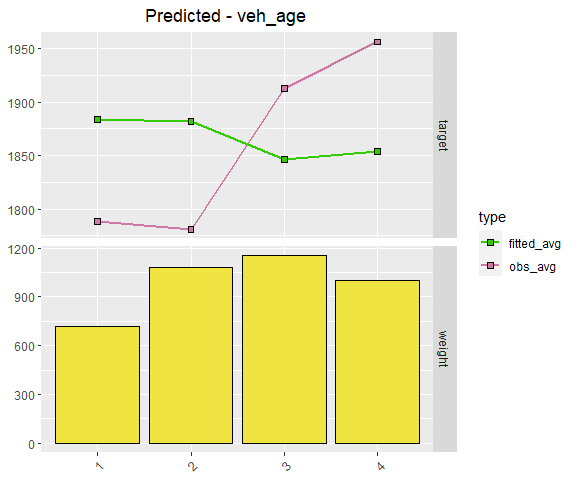 Predicted - veh_age
1950
1900
1850
1800
target
1200
900
600
300
0
weight
1 2 3 4
type
fitted_avg
obs_avg